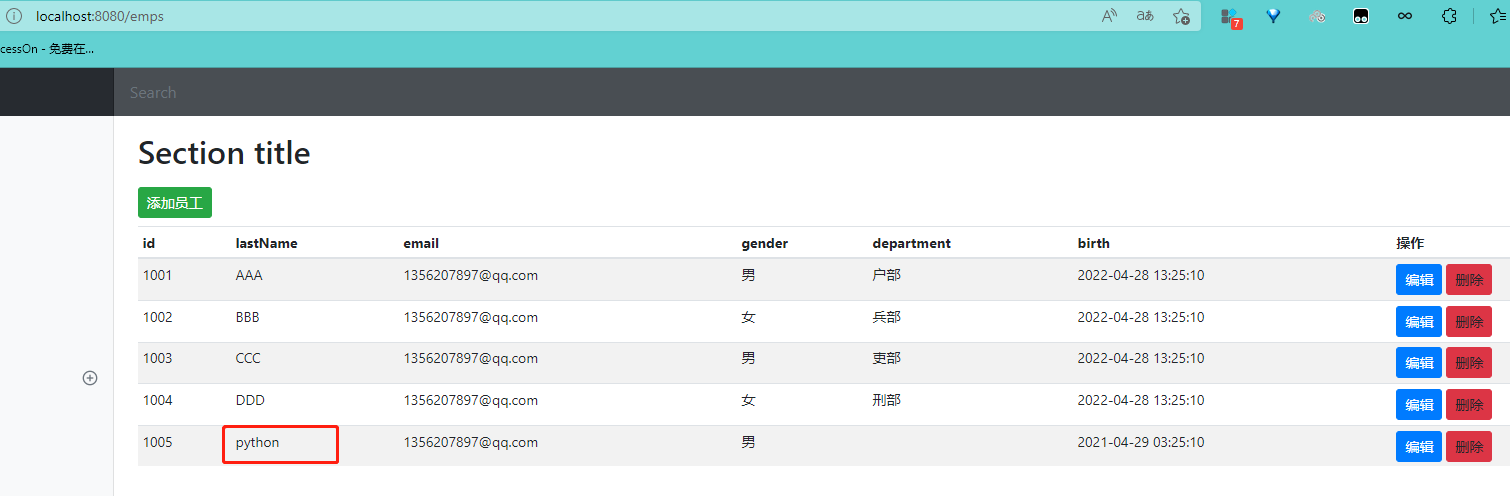 localhost:8080/emps
A aあ 7
cessOn - 免费在...
Search
Section title
添加员工
id lastName email gender department birth 操作
1001 AAA 1356207897@qq.com 男 户部 2022-04-28 13:25:10 编辑 删除
1002 BBB 1356207897@qq.com 女 兵部 2022-04-28 13:25:10 编辑 删除
1003 CCC 1356207897@qq.com 男 吏部 2022-04-28 13:25:10 编辑 删除
1004 DDD 1356207897@qq.com 女 刑部 2022-04-28 13:25:10 编辑 删除
1005 python 1356207897@qq.com 男 2021-04-29 03:25:10 编辑 删除